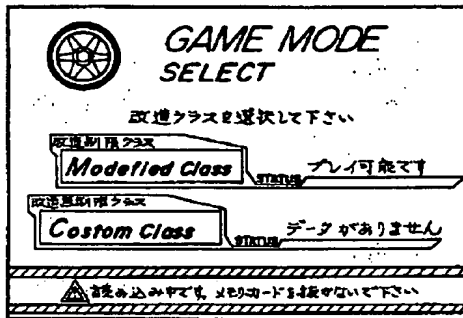 GAME MODE
SELECT
改造クラスを選択して下さい
改造制限クラス
Modefied Class
STATUS
プレイ可能です
改造無制限クラス
Costom Class
STATUS
データがありません
読み込み中です。メモリカードを抜かないで下さい